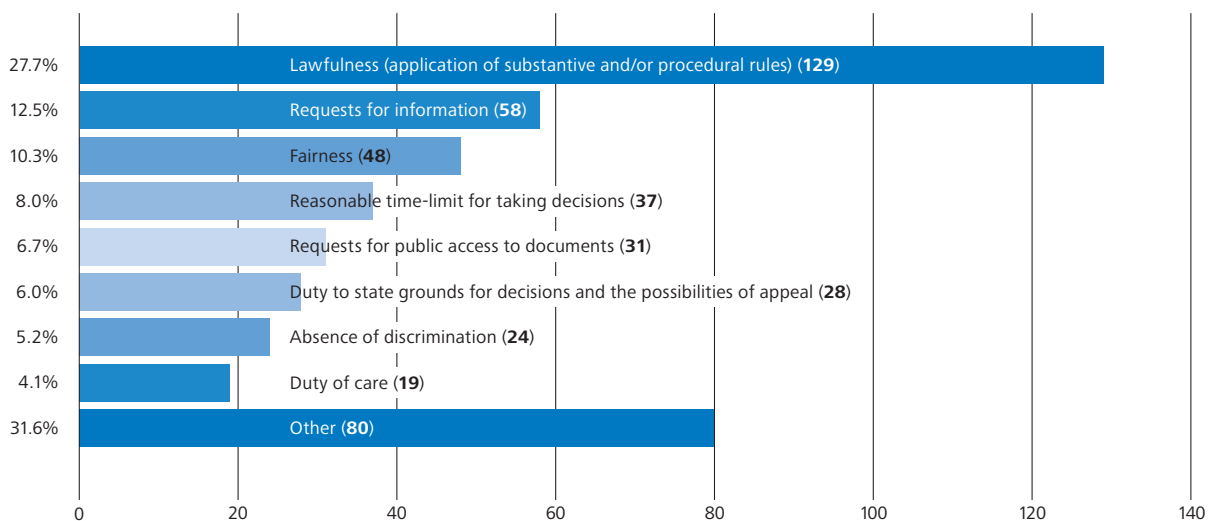 27.7% Lawfulness (application of substantive and/or procedural rules) (129)
12.5% Requests for information (58)
10.3% Fairness (48)
8.0% Reasonable time-limit for taking decisions (37)
6.7% Requests for public access to documents (31)
6.0% Duty to state grounds for decisions and the possibilities of appeal (28)
5.2% Absence of discrimination (24)
4.1% Duty of care (19)
31.6% Other (80)
0 20 40 60 80 100 120 140